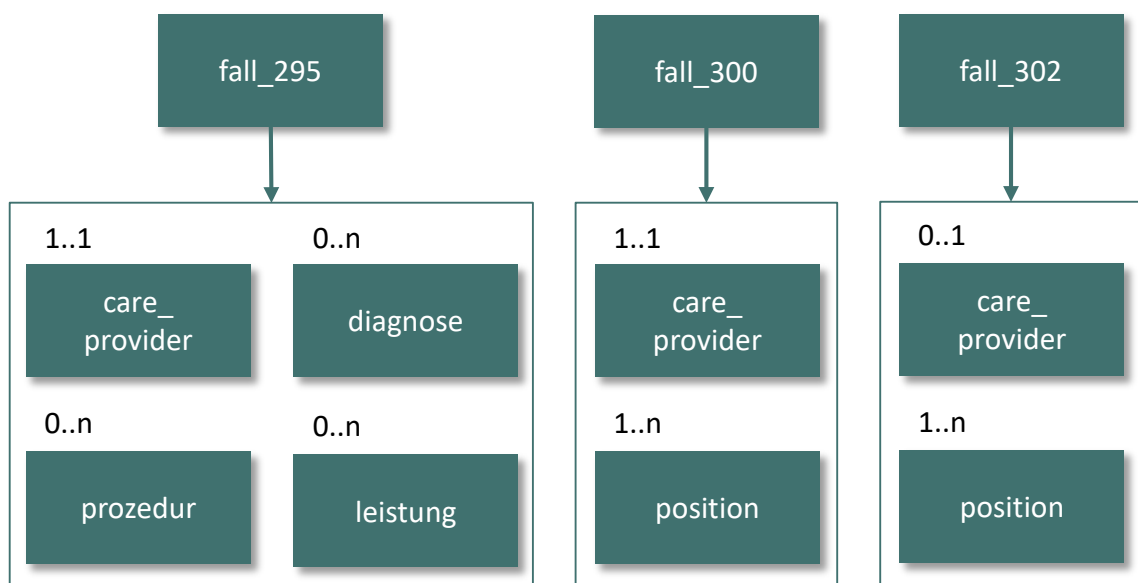 fall_295
fall_300
fall_302
1..1
care_
provider
0..n
diagnose
0..n
prozedur
0..n
leistung
1..1
care_
provider
1..n
position
0..1
care_
provider
1..n
position